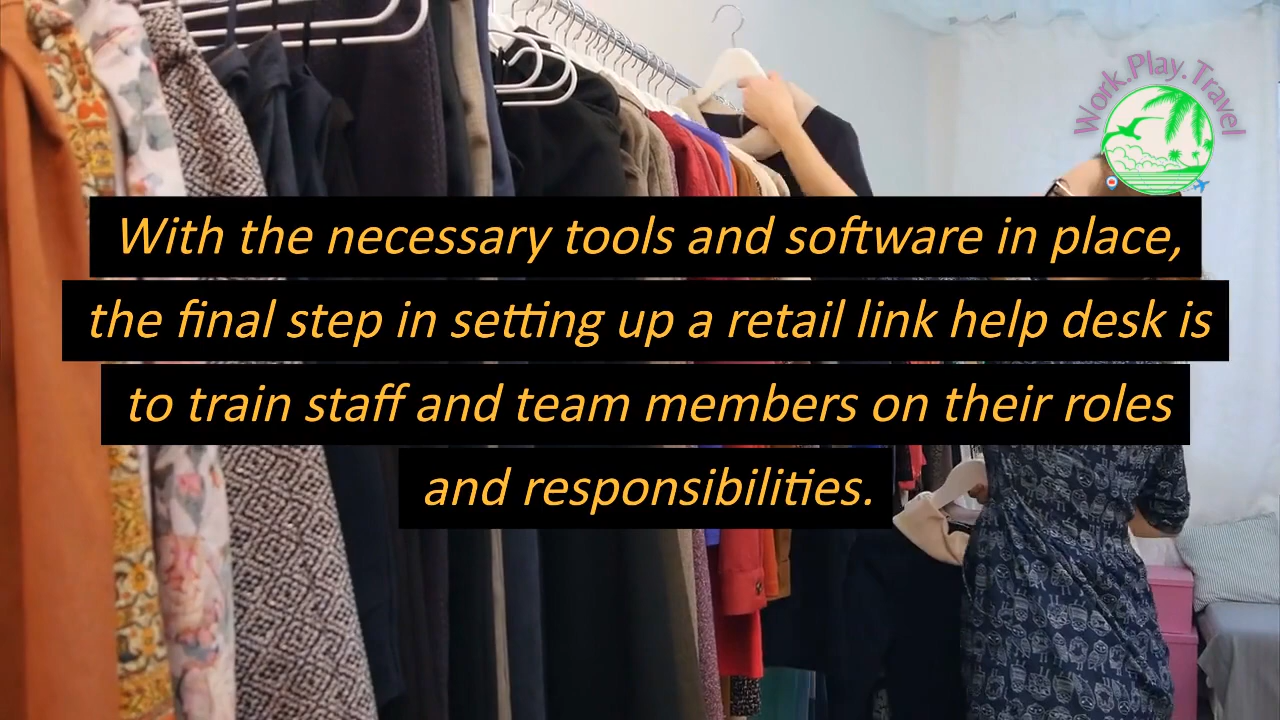 Work.Play.Travel
With the necessary tools and software in place,
the final step in setting up a retail link help desk is
to train staff and team members on their roles
and responsibilities.